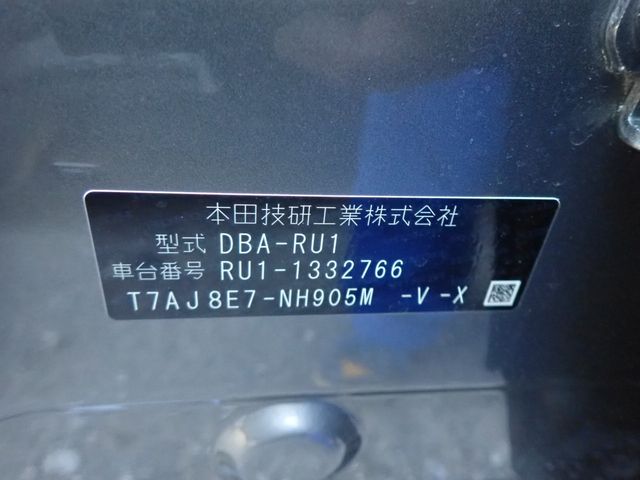 本田技研工業株式会社
型式 DBA-RU1
車台番号 RU1-1332766
T7AJ8E7-NH905M -V -X